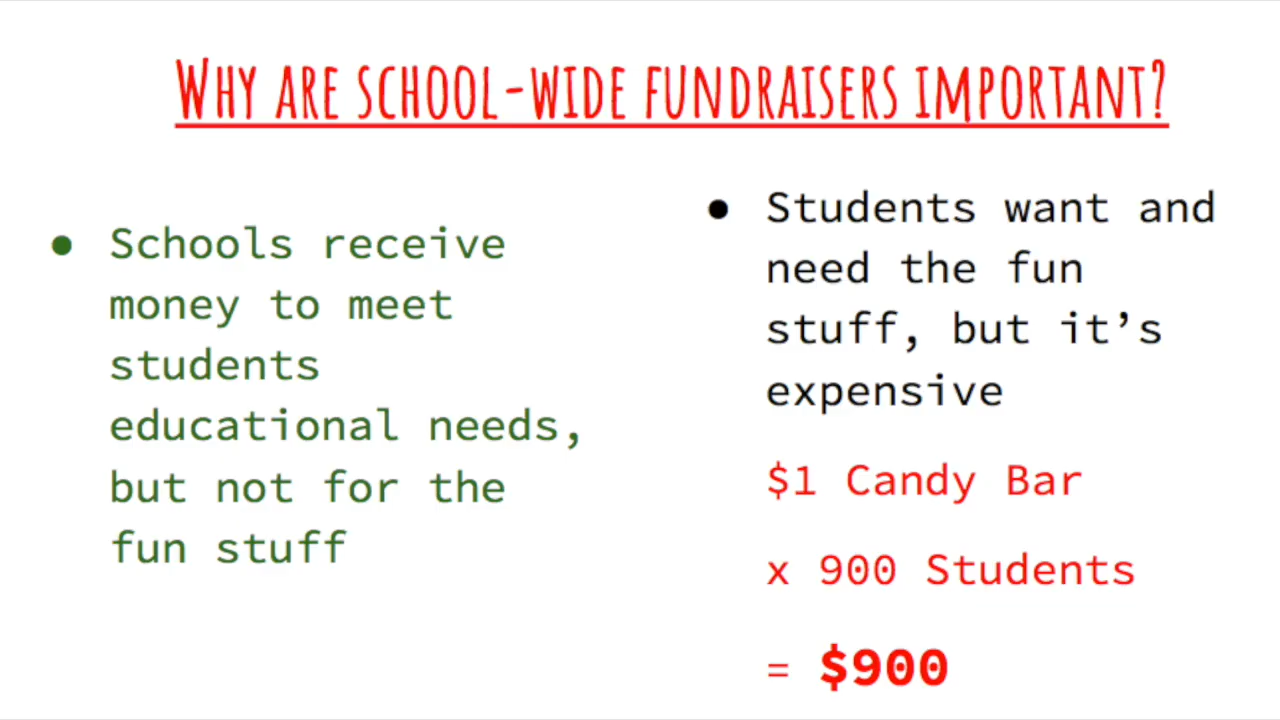 WHY ARE SCHOOL-WIDE FUNDRAISERS IMPORTANT?
● Schools receive
money to meet
students
educational needs,
but not for the
fun stuff
● Students want and
need the fun
stuff, but it’s
expensive
$1 Candy Bar
x 900 Students
= $900